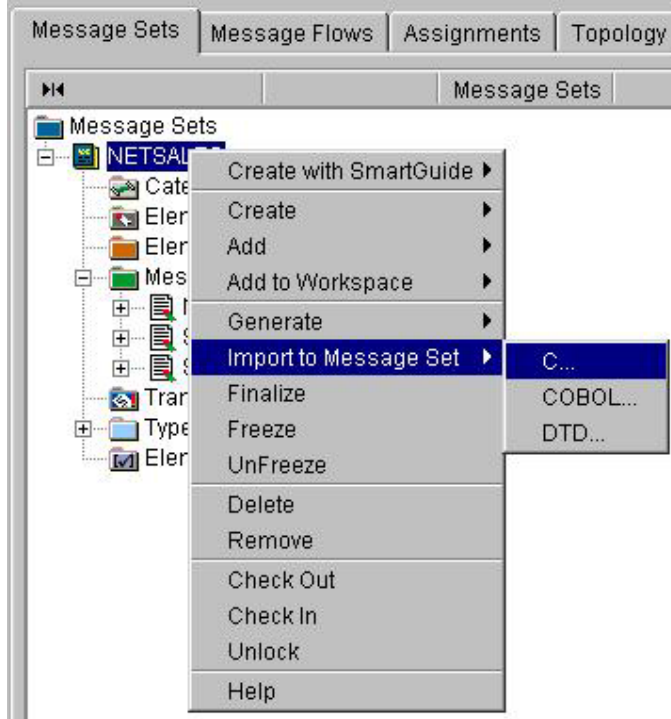 Message Sets Message Flows Assignments Topology
Message Sets
Message Sets
Create with SmartGuide
Create
Add
Add to Workspace
Generate
Import to Message Set C...
Finalize COBOL...
Freeze DTD...
UnFreeze
Delete
Remove
Check Out
Check In
Unlock
Help